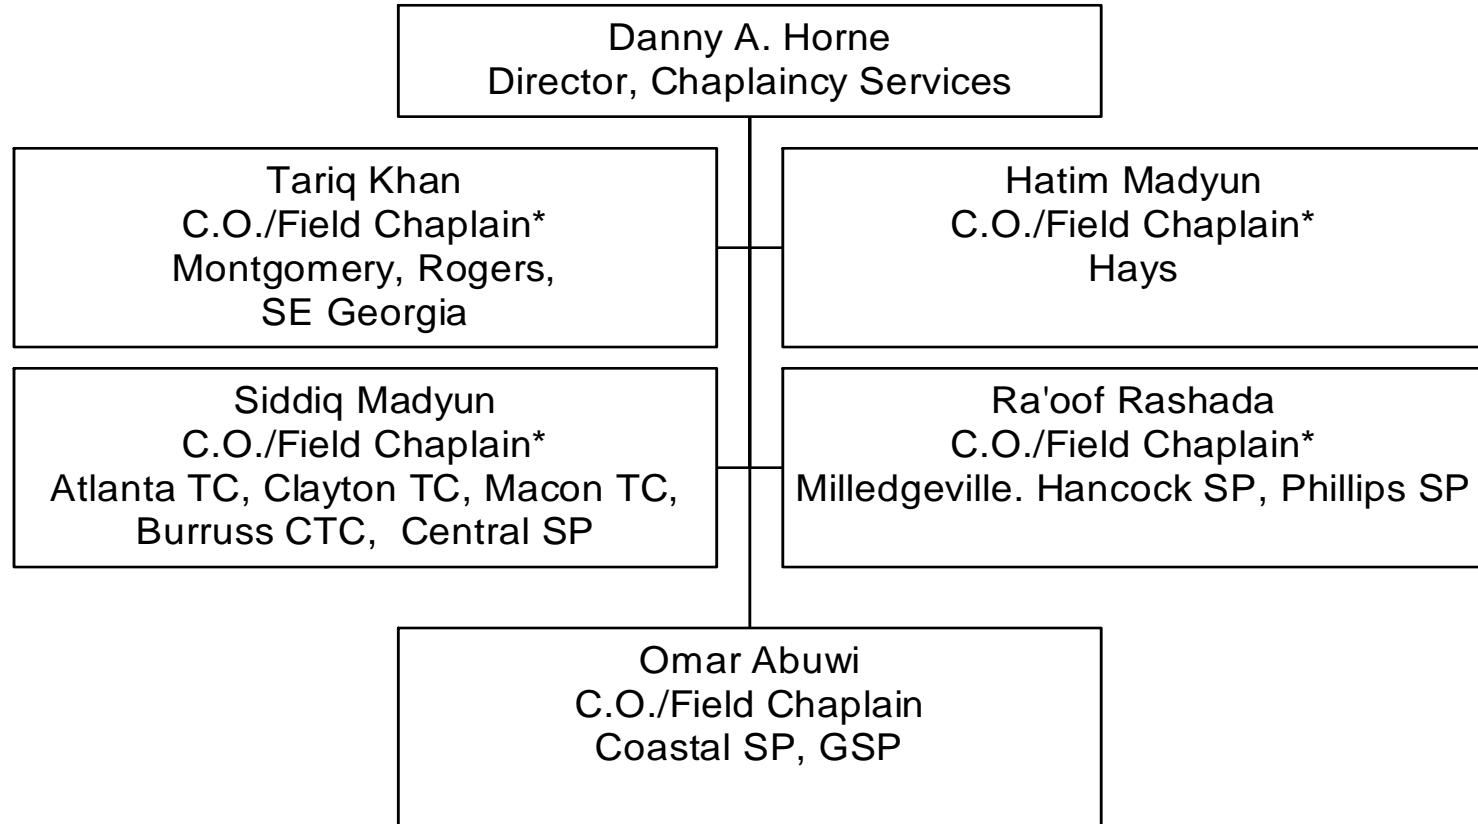 Danny A. Horne
Director, Chaplaincy Services
Tariq Khan
C.O./Field Chaplain*
Montgomery, Rogers,
SE Georgia
Hatim Madyun
C.O./Field Chaplain*
Hays
Siddiq Madyun
C.O./Field Chaplain*
Atlanta TC, Clayton TC, Macon TC,
Burruss CTC,  Central SP
Ra'oof Rashada
C.O./Field Chaplain*
Milledgeville. Hancock SP, Phillips SP
Omar Abuwi
C.O./Field Chaplain
Coastal SP, GSP